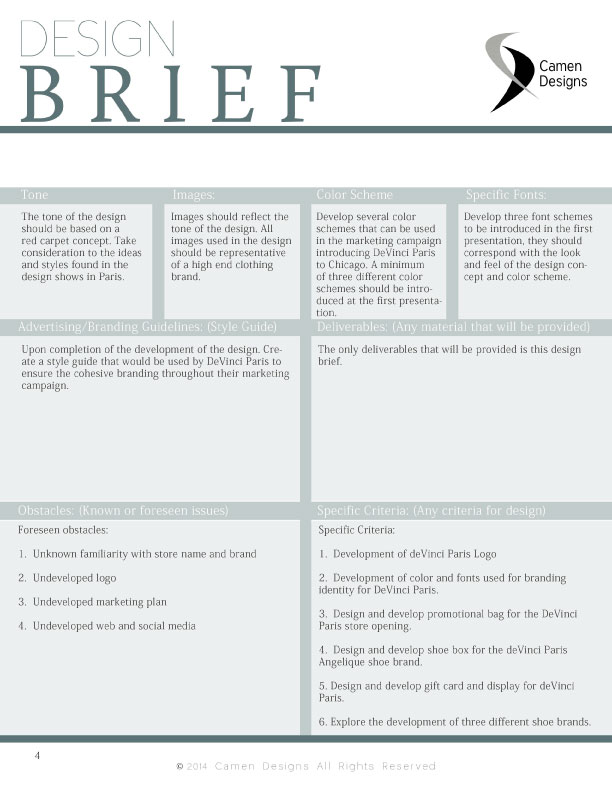 DESIGN
BRIEF
Camen
Designs
Tone
The tone of the design
should be based on a
red carpet concept. Take
consideration to the ideas
and styles found in the
design shows in Paris.
Images:
Images should reflect the
tone of the design. All
images used in the design
should be representative
of a high end clothing
brand.
Color Scheme
Develop several color
schemes that can be used
in the marketing campaign
introducing DeVinci Paris
to Chicago. A minimum
of three different color
schemes should be intro-
duced at the first presenta-
tion.
Specific Fonts:
Develop three font schemes
to be introduced in the first
presentation, they should
correspond with the look
and feel of the design con-
cept and color scheme.
Advertising/Branding Guidelines: (Style Guide)
Upon completion of the development of the design. Cre-
ate a style guide that would be used by DeVinci Paris to
ensure the cohesive branding throughout their marketing
campaign.
Deliverables: (Any material that will be provided)
The only deliverables that will be provided is this design
brief.
Obstacles: (Known or foreseen issues)
Foreseen obstacles:
1. Unknown familiarity with store name and brand
2. Undeveloped logo
3. Undeveloped marketing plan
4. Undeveloped web and social media
Specific Criteria: (Any criteria for design)
Specific Criteria:
1. Development of deVinci Paris Logo
2. Development of color and fonts used for branding
identity for DeVinci Paris.
3. Design and develop promotional bag for the DeVinci
Paris store opening.
4. Design and develop shoe box for the deVinci Paris
Angelique shoe brand.
5. Design and develop gift card and display for deVinci
Paris.
6. Explore the development of three different shoe brands.
4
© 2014 Camen Designs All Rights Reserved